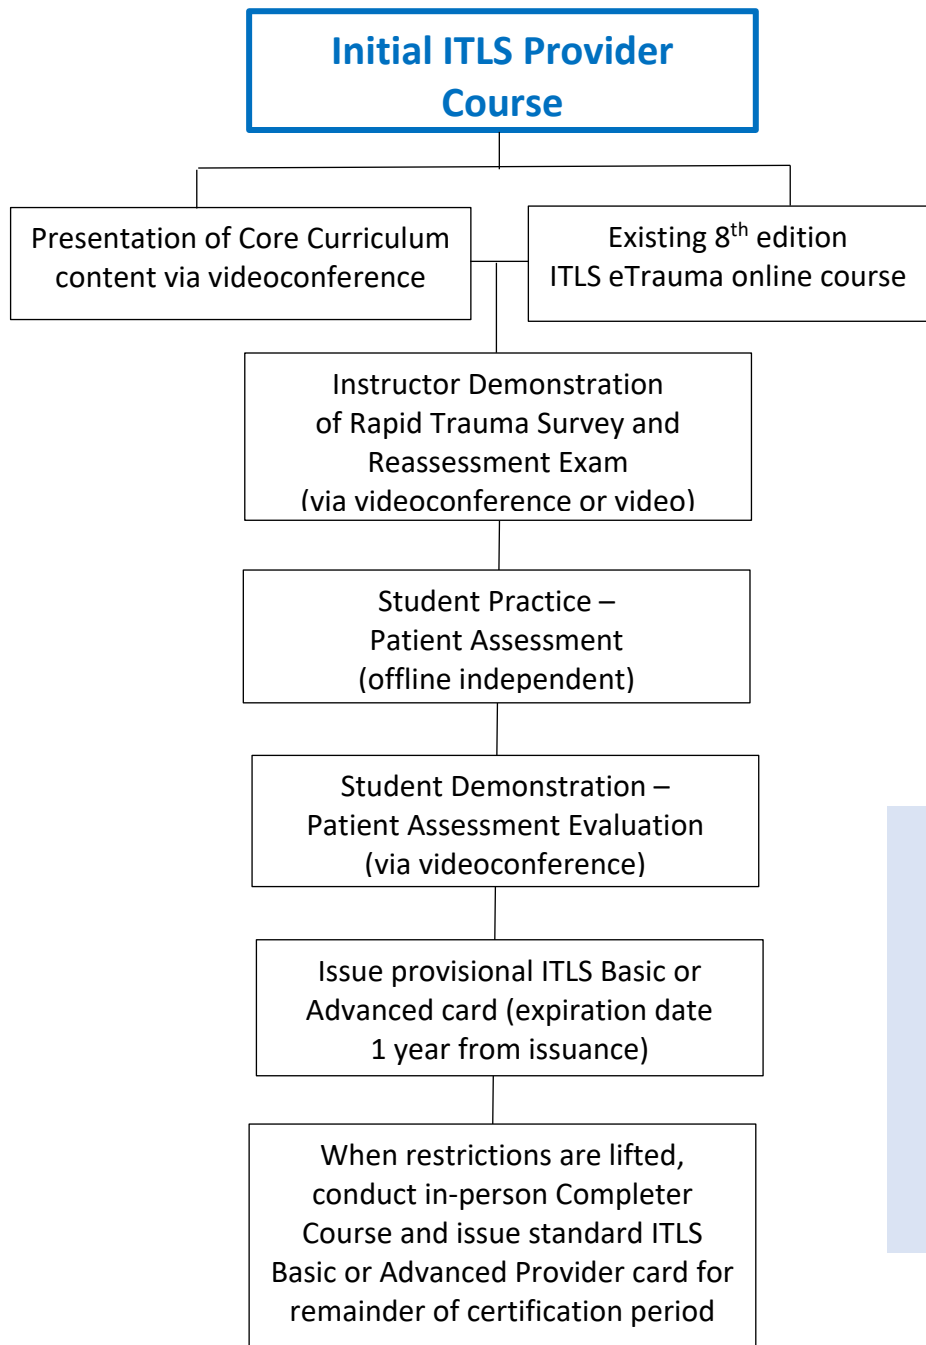 Initial ITLS Provider
Course
Presentation of Core Curriculum
content via videoconference
Existing 8th edition
ITLS eTrauma online course
Instructor Demonstration
of Rapid Trauma Survey and
Reassessment Exam
(via videoconference or video)
Student Practice –
Patient Assessment
(offline independent)
Student Demonstration –
Patient Assessment Evaluation
(via videoconference)
Issue provisional ITLS Basic or
Advanced card (expiration date
1 year from issuance)
When restrictions are lifted,
conduct in-person Completer
Course and issue standard ITLS
Basic or Advanced Provider card for
remainder of certification period